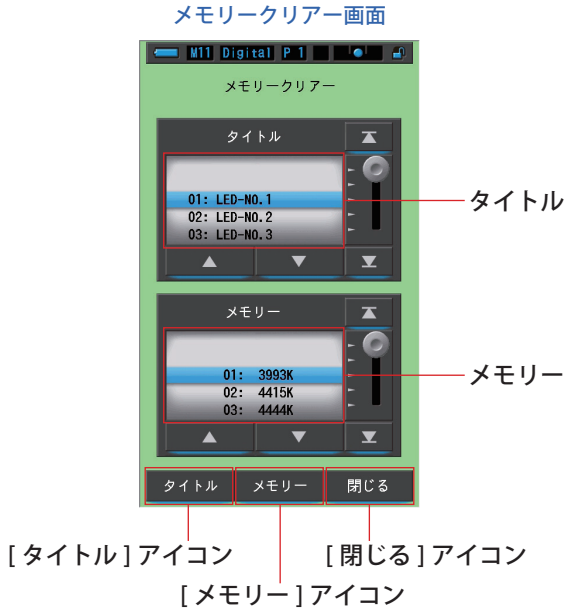 メモリークリアー画面
M11 Digital P 1
メモリークリアー
タイトル
01: LED-NO.1
02: LED-NO.2
03: LED-NO.3
タイトル
メモリー
01: 3993K
02: 4415K
03: 4444K
メモリー
タイトル メモリー 閉じる
[ タイトル ] アイコン [ 閉じる ] アイコン
[ メモリー ] アイコン